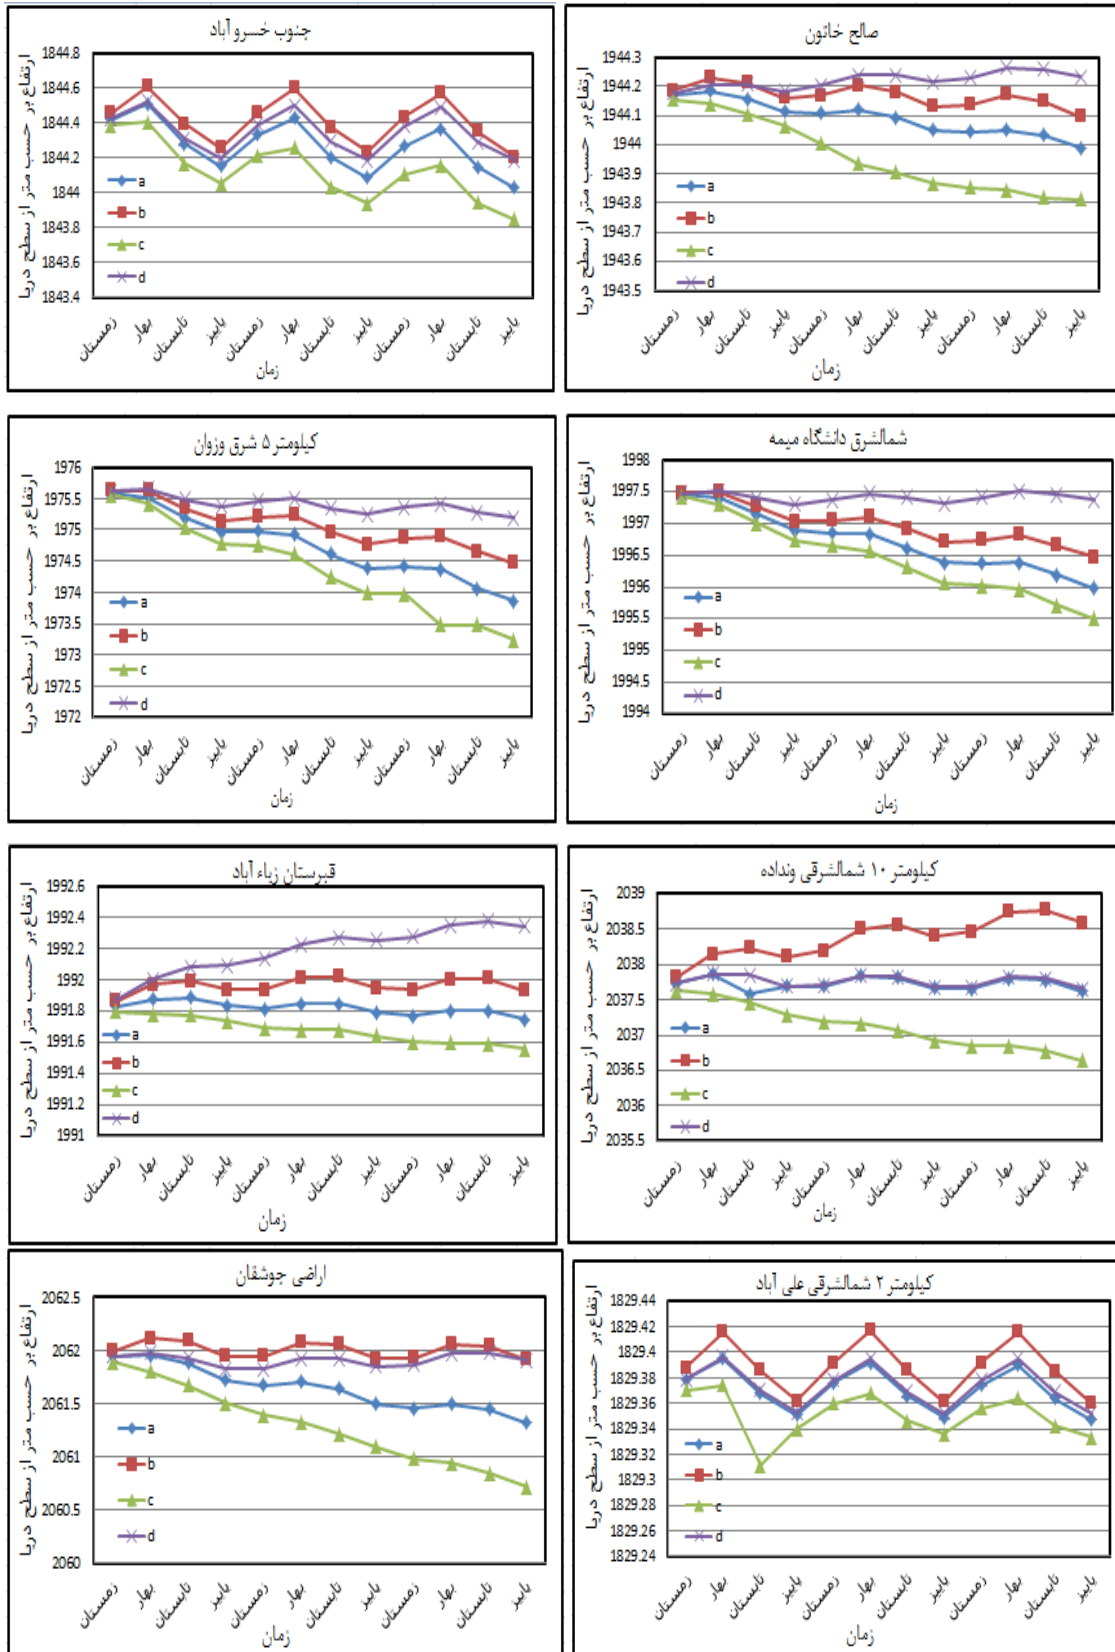 جنوب خسرو آباد
ارتفاع بر حسب متر از سطح دریا
1844.8
1844.6
1844.4
1844.2
1844
1843.8
1843.6
1843.4
a
b
c
d
زمستان بهار تابستان پاییز زمستان بهار تابستان پاییز زمستان بهار تابستان پاییز
زمان
صالح خاتون
ارتفاع بر حسب متر از سطح دریا
1944.3
1944.2
1944.1
1944
1943.9
1943.8
1943.7
1943.6
1943.5
a
b
c
d
زمستان بهار تابستان پاییز زمستان بهار تابستان پاییز زمستان بهار تابستان پاییز
زمان
کیلومتر ۵ شرق وزوان
ارتفاع بر حسب متر از سطح دریا
1976
1975.5
1975
1974.5
1974
1973.5
1973
1972.5
1972
a
b
c
d
زمستان بهار تابستان پاییز زمستان بهار تابستان پاییز زمستان بهار تابستان پاییز
زمان
شمالشرق دانشگاه میمه
ارتفاع بر حسب متر از سطح دریا
1998
1997.5
1997
1996.5
1996
1995.5
1995
1994.5
1994
a
b
c
d
زمستان بهار تابستان پاییز زمستان بهار تابستان پاییز زمستان بهار تابستان پاییز
زمان
قبرستان زیاء آباد
ارتفاع بر حسب متر از سطح دریا
1992.6
1992.4
1992.2
1992
1991.8
1991.6
1991.4
1991.2
1991
a
b
c
d
زمستان بهار تابستان پاییز زمستان بهار تابستان پاییز زمستان بهار تابستان پاییز
زمان
کیلومتر ۱۰ شمالشرقی ونداده
ارتفاع بر حسب متر از سطح دریا
2039
2038.5
2038
2037.5
2037
2036.5
2036
2035.5
a
b
c
d
زمستان بهار تابستان پاییز زمستان بهار تابستان پاییز زمستان بهار تابستان پاییز
زمان
اراضی جوشقان
ارتفاع بر حسب متر از سطح دریا
2062.5
2062
2061.5
2061
2060.5
2060
a
b
c
d
زمستان بهار تابستان پاییز زمستان بهار تابستان پاییز زمستان بهار تابستان پاییز
زمان
کیلومتر ۲ شمالشرقی علی آباد
ارتفاع بر حسب متر از سطح دریا
1829.44
1829.42
1829.4
1829.38
1829.36
1829.34
1829.32
1829.3
1829.28
1829.26
1829.24
a
b
c
d
زمستان بهار تابستان پاییز زمستان بهار تابستان پاییز زمستان بهار تابستان پاییز
زمان